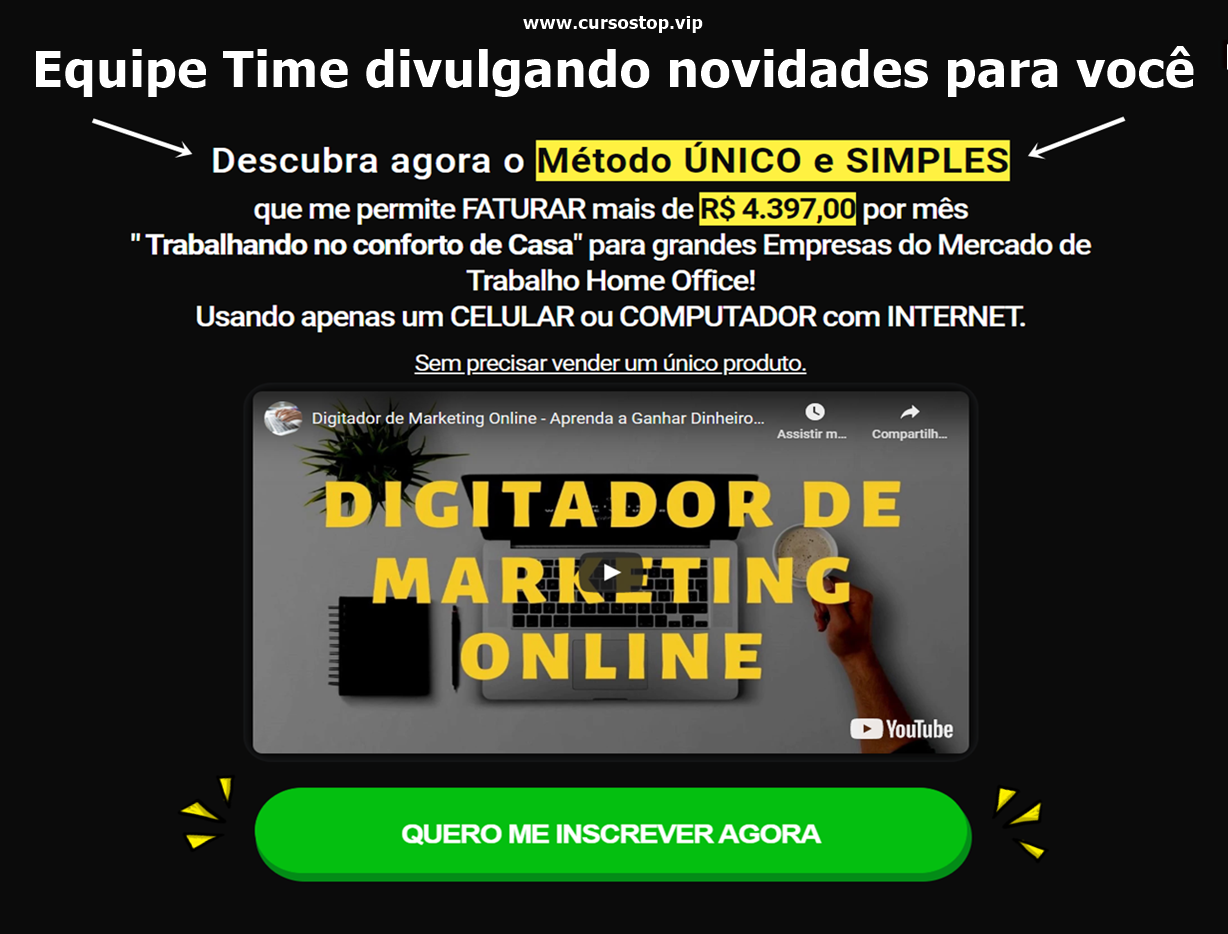 www.cursostop.vip
Equipe Time divulgando novidades para você
Descubra agora o Método ÚNICO e SIMPLES
que me permite FATURAR mais de R$ 4.397,00 por mês
" Trabalhando no conforto de Casa" para grandes Empresas do Mercado de
Trabalho Home Office!
Usando apenas um CELULAR ou COMPUTADOR com INTERNET.
Sem precisar vender um único produto.
Digitador de Marketing Online - Aprenda a Ganhar Dinheiro...
Assistir m...
Compartilh...
DIGITADOR DE
MARKETING
ONLINE
YouTube
QUERO ME INSCREVER AGORA